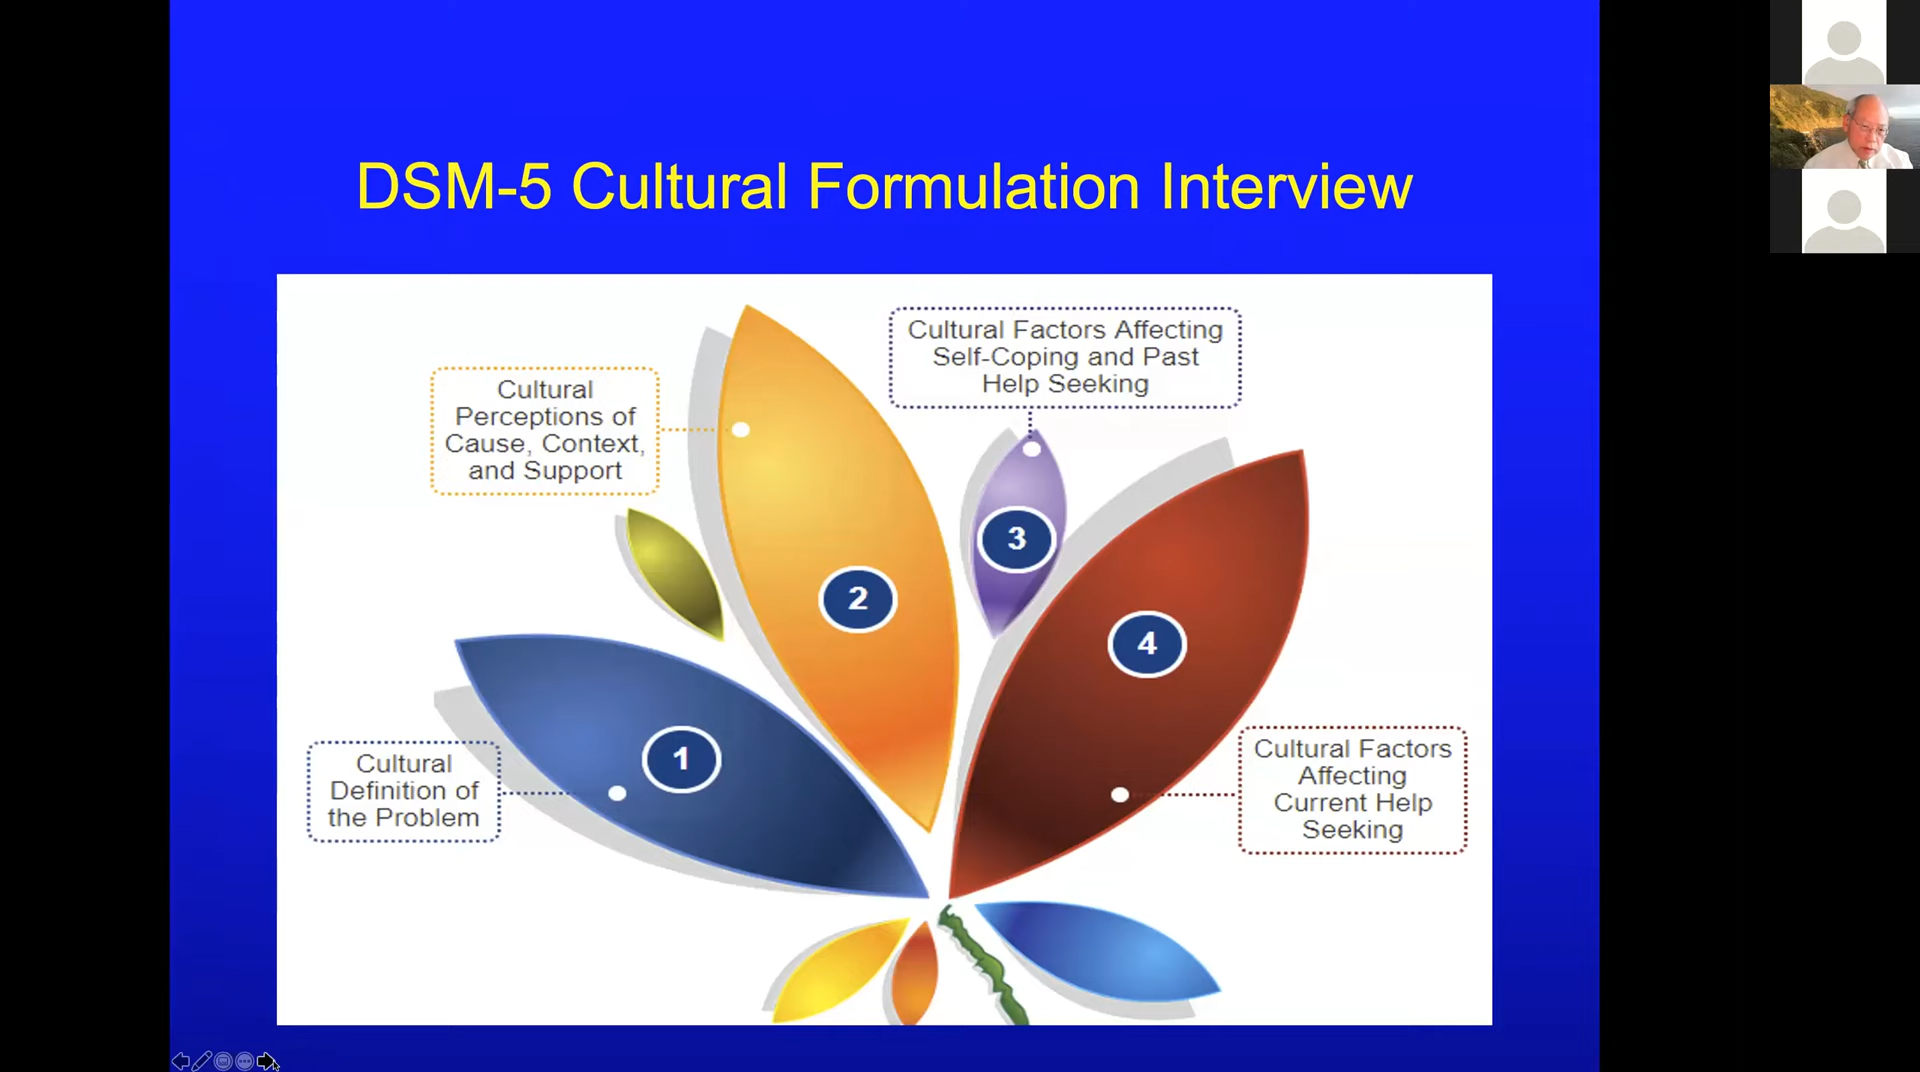 DSM-5 Cultural Formulation Interview
Cultural
Perceptions of
Cause, Context,
and Support
Cultural Factors Affecting
Self-Coping and Past
Help Seeking
2
3
4
1
Cultural
Definition of
the Problem
Cultural Factors
Affecting
Current Help
Seeking